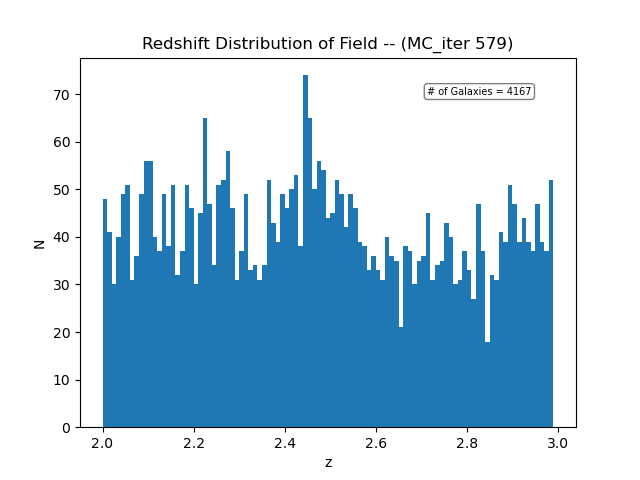 Redshift Distribution of Field -- (MC_iter 579)
# of Galaxies = 4167
70
60
50
40
30
20
10
0
N
2.0 2.2 2.4 2.6 2.8 3.0
z